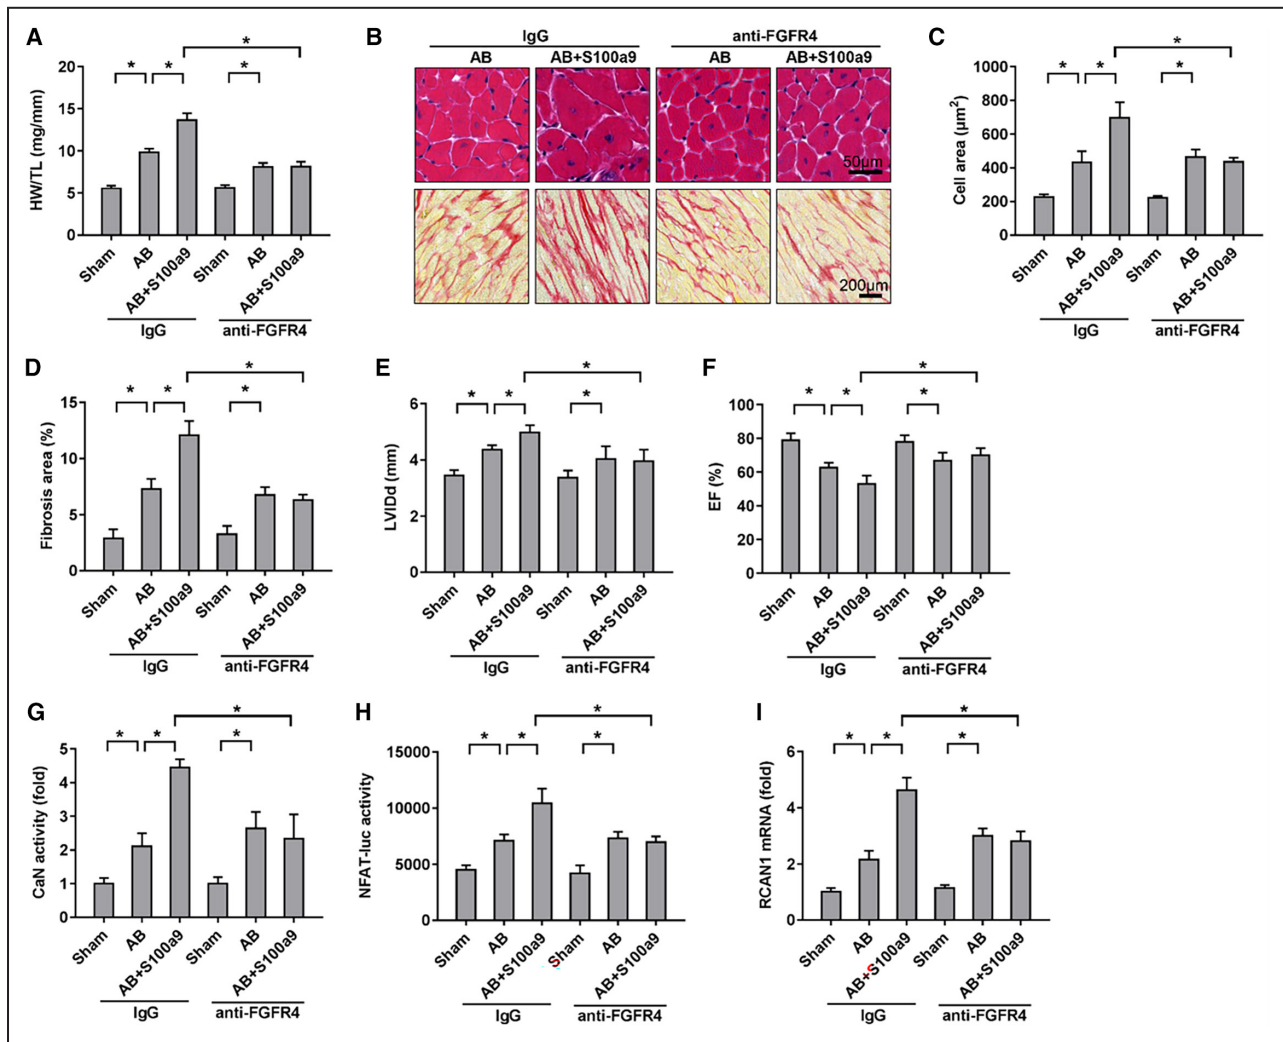 A
HW/TL (mg/mm)
20
15
10
5
0
*
*
*
*
Sham
AB
AB+S100a9
Sham
AB
AB+S100a9
IgG
anti-FGFR4
B
IgG
anti-FGFR4
AB
AB+S100a9
AB
AB+S100a9
50μm
200μm
C
Cell area (μm²)
1000
800
600
400
200
0
*
*
*
*
Sham
AB
AB+S100a9
Sham
AB
AB+S100a9
IgG
anti-FGFR4
D
Fibrosis area (%)
15
10
5
0
*
*
*
*
Sham
AB
AB+S100a9
Sham
AB
AB+S100a9
IgG
anti-FGFR4
E
LVIDd (mm)
6
4
2
0
*
*
*
*
Sham
AB
AB+S100a9
Sham
AB
AB+S100a9
IgG
anti-FGFR4
F
EF (%)
100
80
60
40
20
0
*
*
*
*
Sham
AB
AB+S100a9
Sham
AB
AB+S100a9
IgG
anti-FGFR4
G
CaN activity (fold)
5
4
3
2
1
0
*
*
*
*
Sham
AB
AB+S100a9
Sham
AB
AB+S100a9
IgG
anti-FGFR4
H
NFAT-luc activity
15000
10000
5000
0
*
*
*
*
Sham
AB
AB+S100a9
Sham
AB
AB+S100a9
IgG
anti-FGFR4
I
RCAN1 mRNA (fold)
6
4
2
0
*
*
*
*
Sham
AB
AB+S100a9
Sham
AB
AB+S100a9
IgG
anti-FGFR4